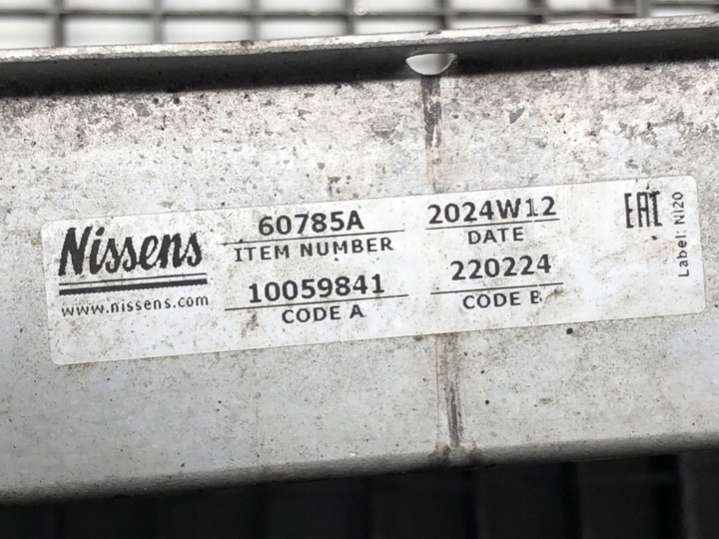 Nissens
www.nissens.com
60785A
ITEM NUMBER
10059841
CODE A
2024W12
DATE
220224
CODE B
EAC
Label: NI20